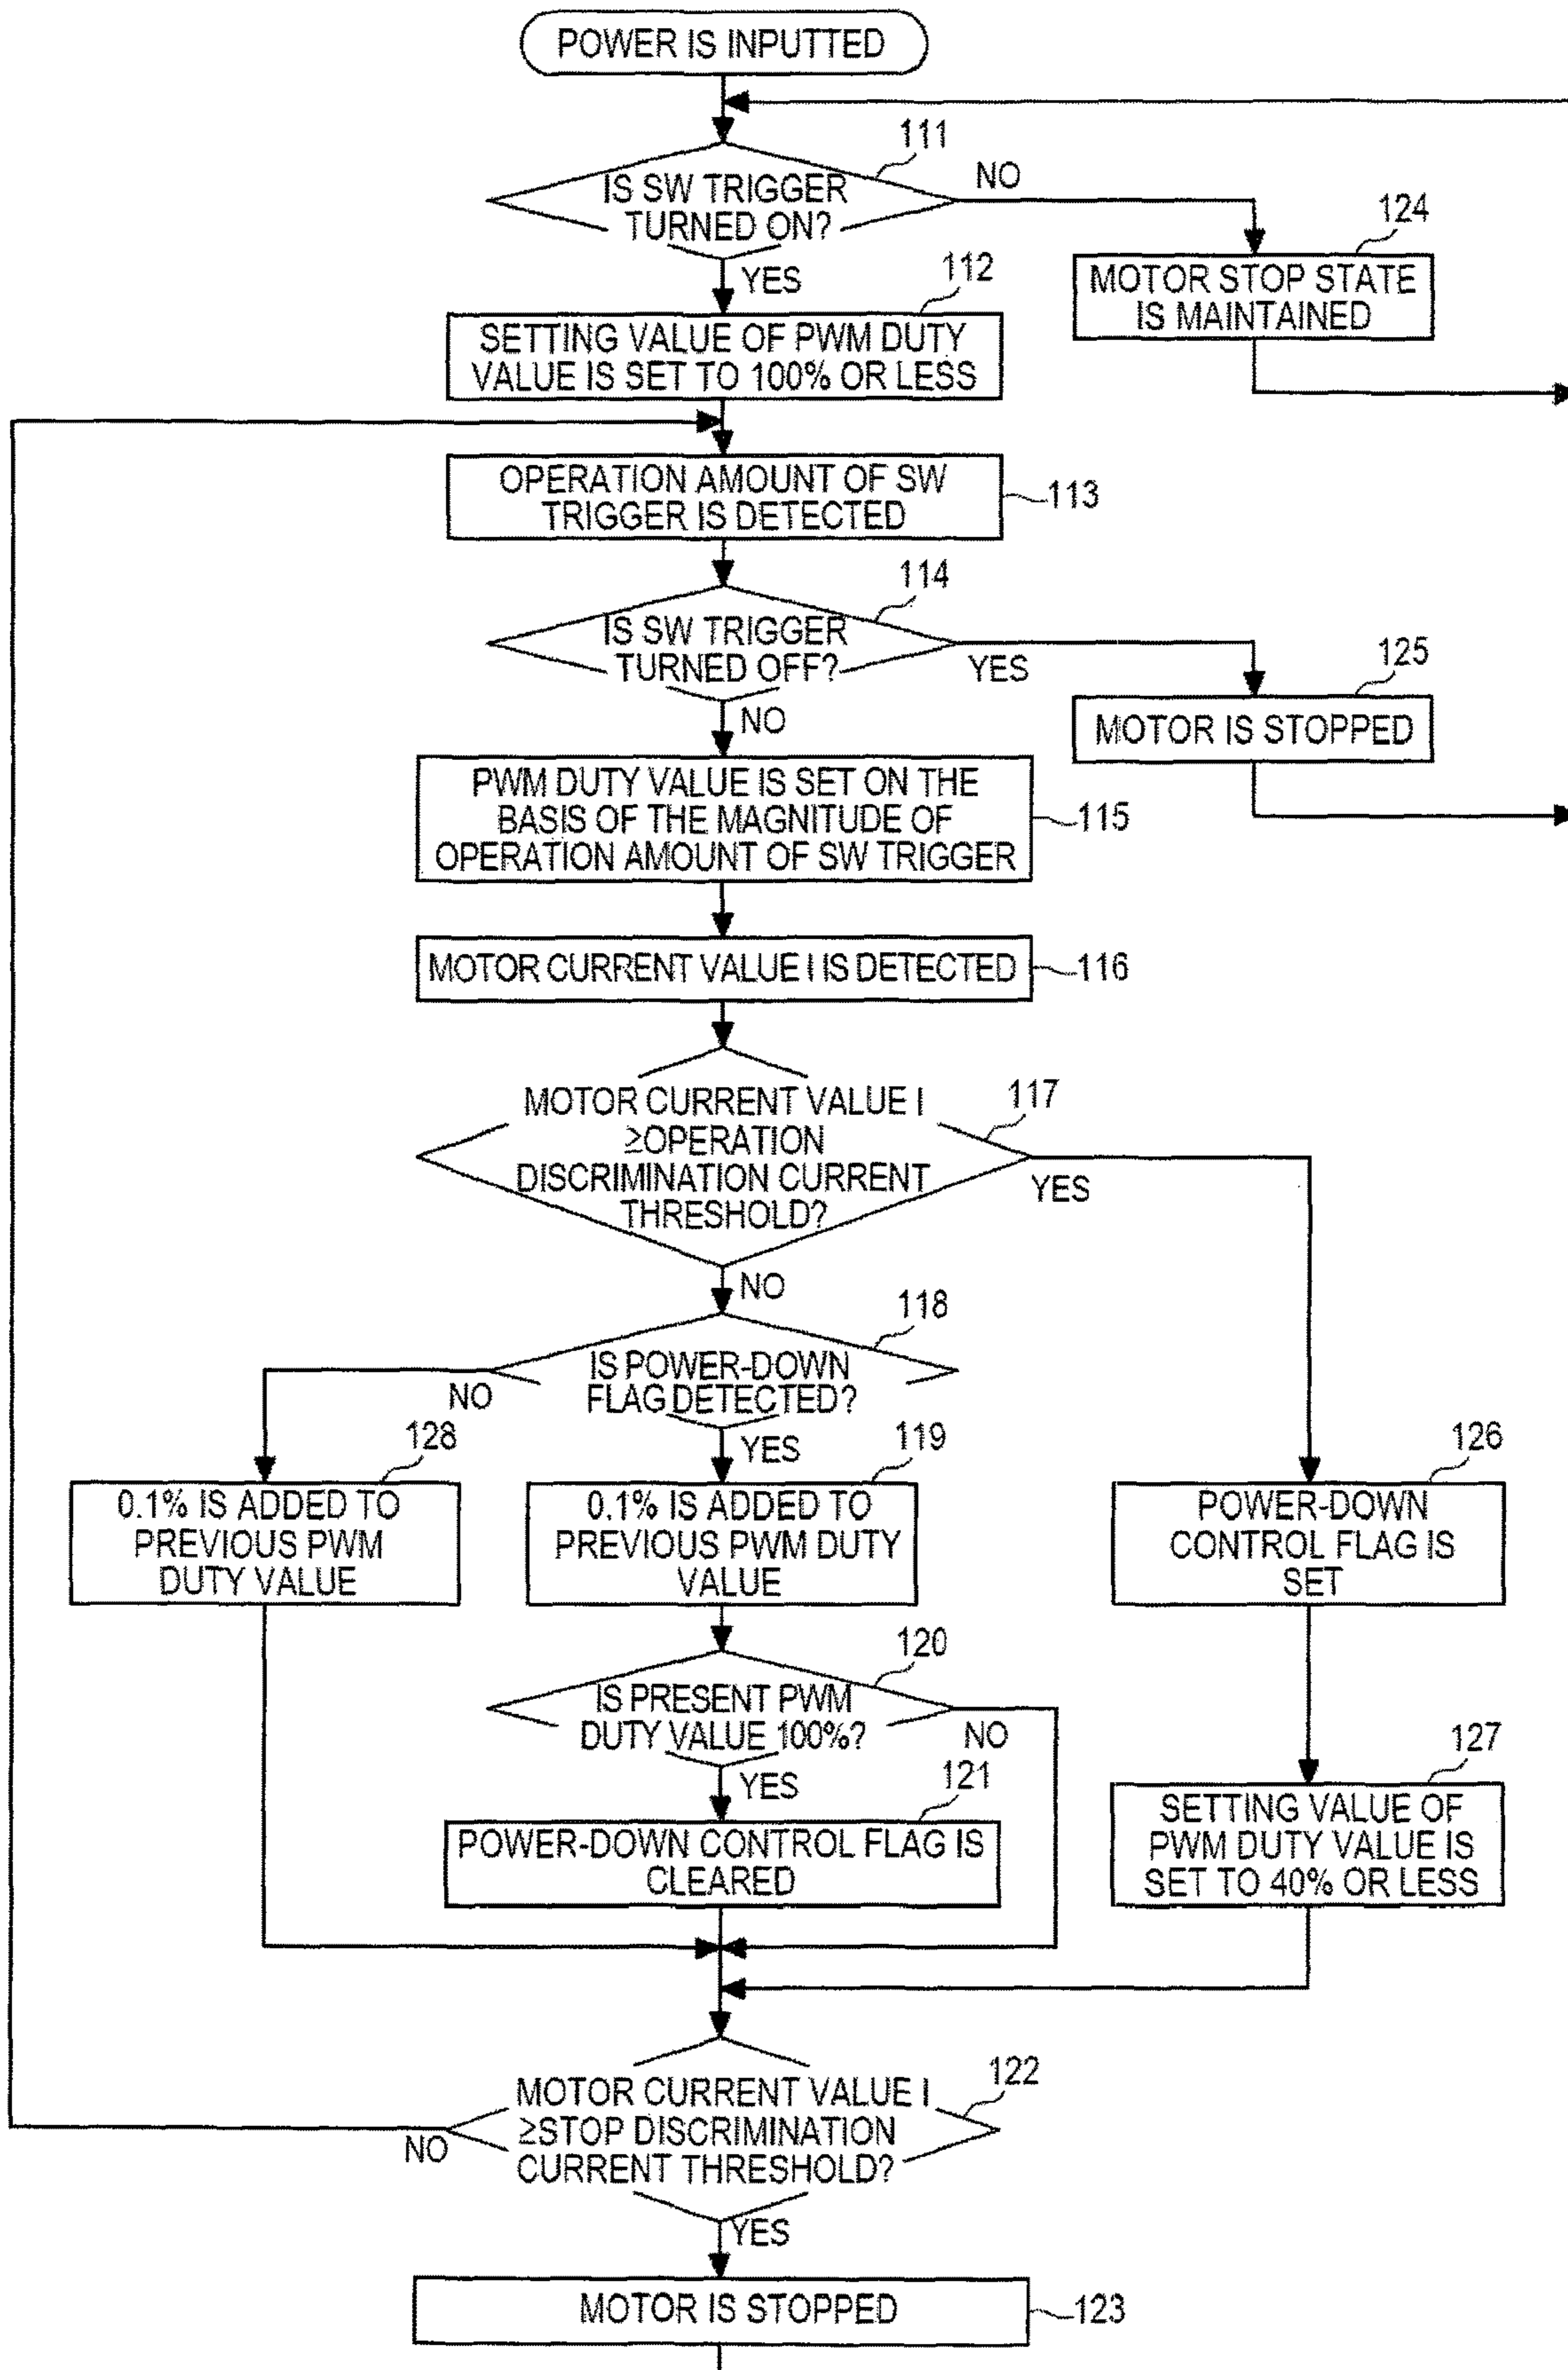 POWER IS INPUTTED
111
IS SW TRIGGER
TURNED ON?
NO
YES
124
MOTOR STOP STATE
IS MAINTAINED
112
SETTING VALUE OF PWM DUTY
VALUE IS SET TO 100% OR LESS
OPERATION AMOUNT OF SW
TRIGGER IS DETECTED
113
114
IS SW TRIGGER
TURNED OFF?
YES
NO
125
MOTOR IS STOPPED
PWM DUTY VALUE IS SET ON THE
BASIS OF THE MAGNITUDE OF
OPERATION AMOUNT OF SW TRIGGER
115
MOTOR CURRENT VALUE I IS DETECTED
116
MOTOR CURRENT VALUE I
≥OPERATION
DISCRIMINATION CURRENT
THRESHOLD?
117
YES
NO
118
IS POWER-DOWN
FLAG DETECTED?
NO
YES
128
0.1% IS ADDED TO
PREVIOUS PWM
DUTY VALUE
119
0.1% IS ADDED TO
PREVIOUS PWM DUTY
VALUE
126
POWER-DOWN
CONTROL FLAG IS
SET
120
IS PRESENT PWM
DUTY VALUE 100%?
NO
YES
121
POWER-DOWN CONTROL FLAG IS
CLEARED
127
SETTING VALUE OF
PWM DUTY VALUE IS
SET TO 40% OR LESS
122
MOTOR CURRENT VALUE I
≥STOP DISCRIMINATION
CURRENT THRESHOLD?
NO
YES
MOTOR IS STOPPED
123